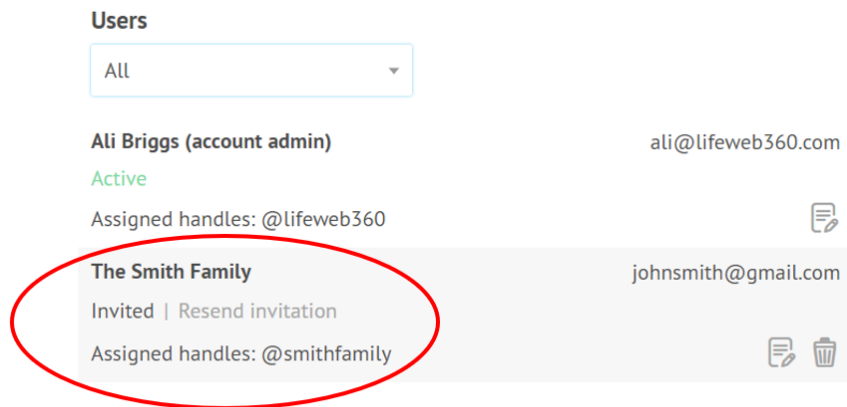 Users
All
Ali Briggs (account admin) ali@lifeweb360.com
Active
Assigned handles: @lifeweb360
The Smith Family johnsmith@gmail.com
Invited | Resend invitation
Assigned handles: @smithfamily